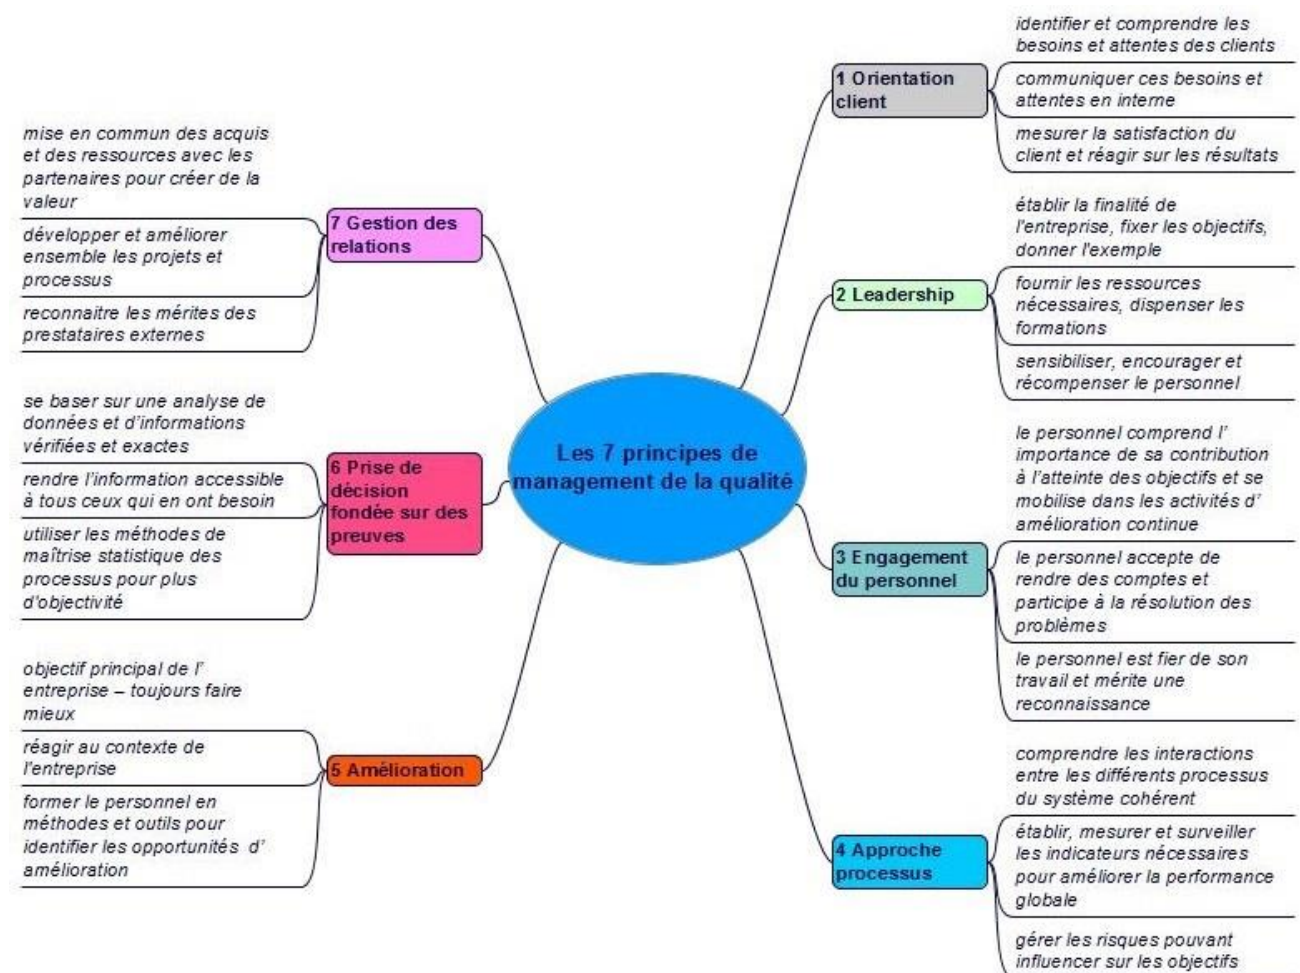 Les 7 principes de
management de la qualité
1 Orientation
client
identifier et comprendre les
besoins et attentes des clients
communiquer ces besoins et
attentes en interne
mesurer la satisfaction du
client et réagir sur les résultats
2 Leadership
établir la finalité de
l'entreprise, fixer les objectifs,
donner l'exemple
fournir les ressources
nécessaires, dispenser les
formations
sensibiliser, encourager et
récompenser le personnel
3 Engagement
du personnel
le personnel comprend l’
importance de sa contribution
à l’atteinte des objectifs et se
mobilise dans les activités d’
amélioration continue
le personnel accepte de
rendre des comptes et
participe à la résolution des
problèmes
le personnel est fier de son
travail et mérite une
reconnaissance
4 Approche
processus
comprendre les interactions
entre les différents processus
du système cohérent
établir, mesurer et surveiller
les indicateurs nécessaires
pour améliorer la performance
globale
gérer les risques pouvant
influencer sur les objectifs
5 Amélioration
objectif principal de l’
entreprise – toujours faire
mieux
réagir au contexte de
l'entreprise
former le personnel en
méthodes et outils pour
identifier les opportunités d’
amélioration
6 Prise de
décision
fondée sur des
preuves
se baser sur une analyse de
données et d’informations
vérifiées et exactes
rendre l’information accessible
à tous ceux qui en ont besoin
utiliser les méthodes de
maîtrise statistique des
processus pour plus
d'objectivité
7 Gestion des
relations
mise en commun des acquis
et des ressources avec les
partenaires pour créer de la
valeur
développer et améliorer
ensemble les projets et
processus
reconnaitre les mérites des
prestataires externes